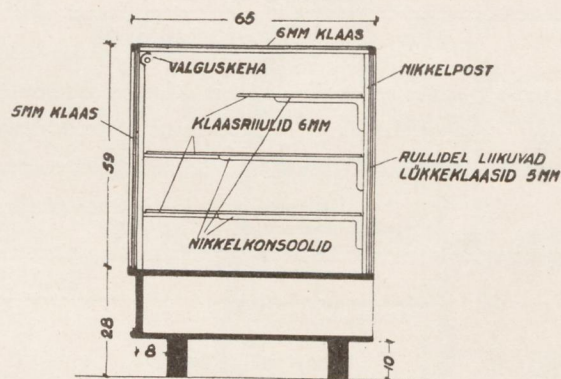 65
6MM KLAAS
VALGUSKEHA
NIKKELPOST
5MM KLAAS
KLAASRIIULID 6MM
59
RULLIDEL LIIKUVAD
LÜKKEKLAASID 5MM
NIKKELKONSOOLID
28
8
10